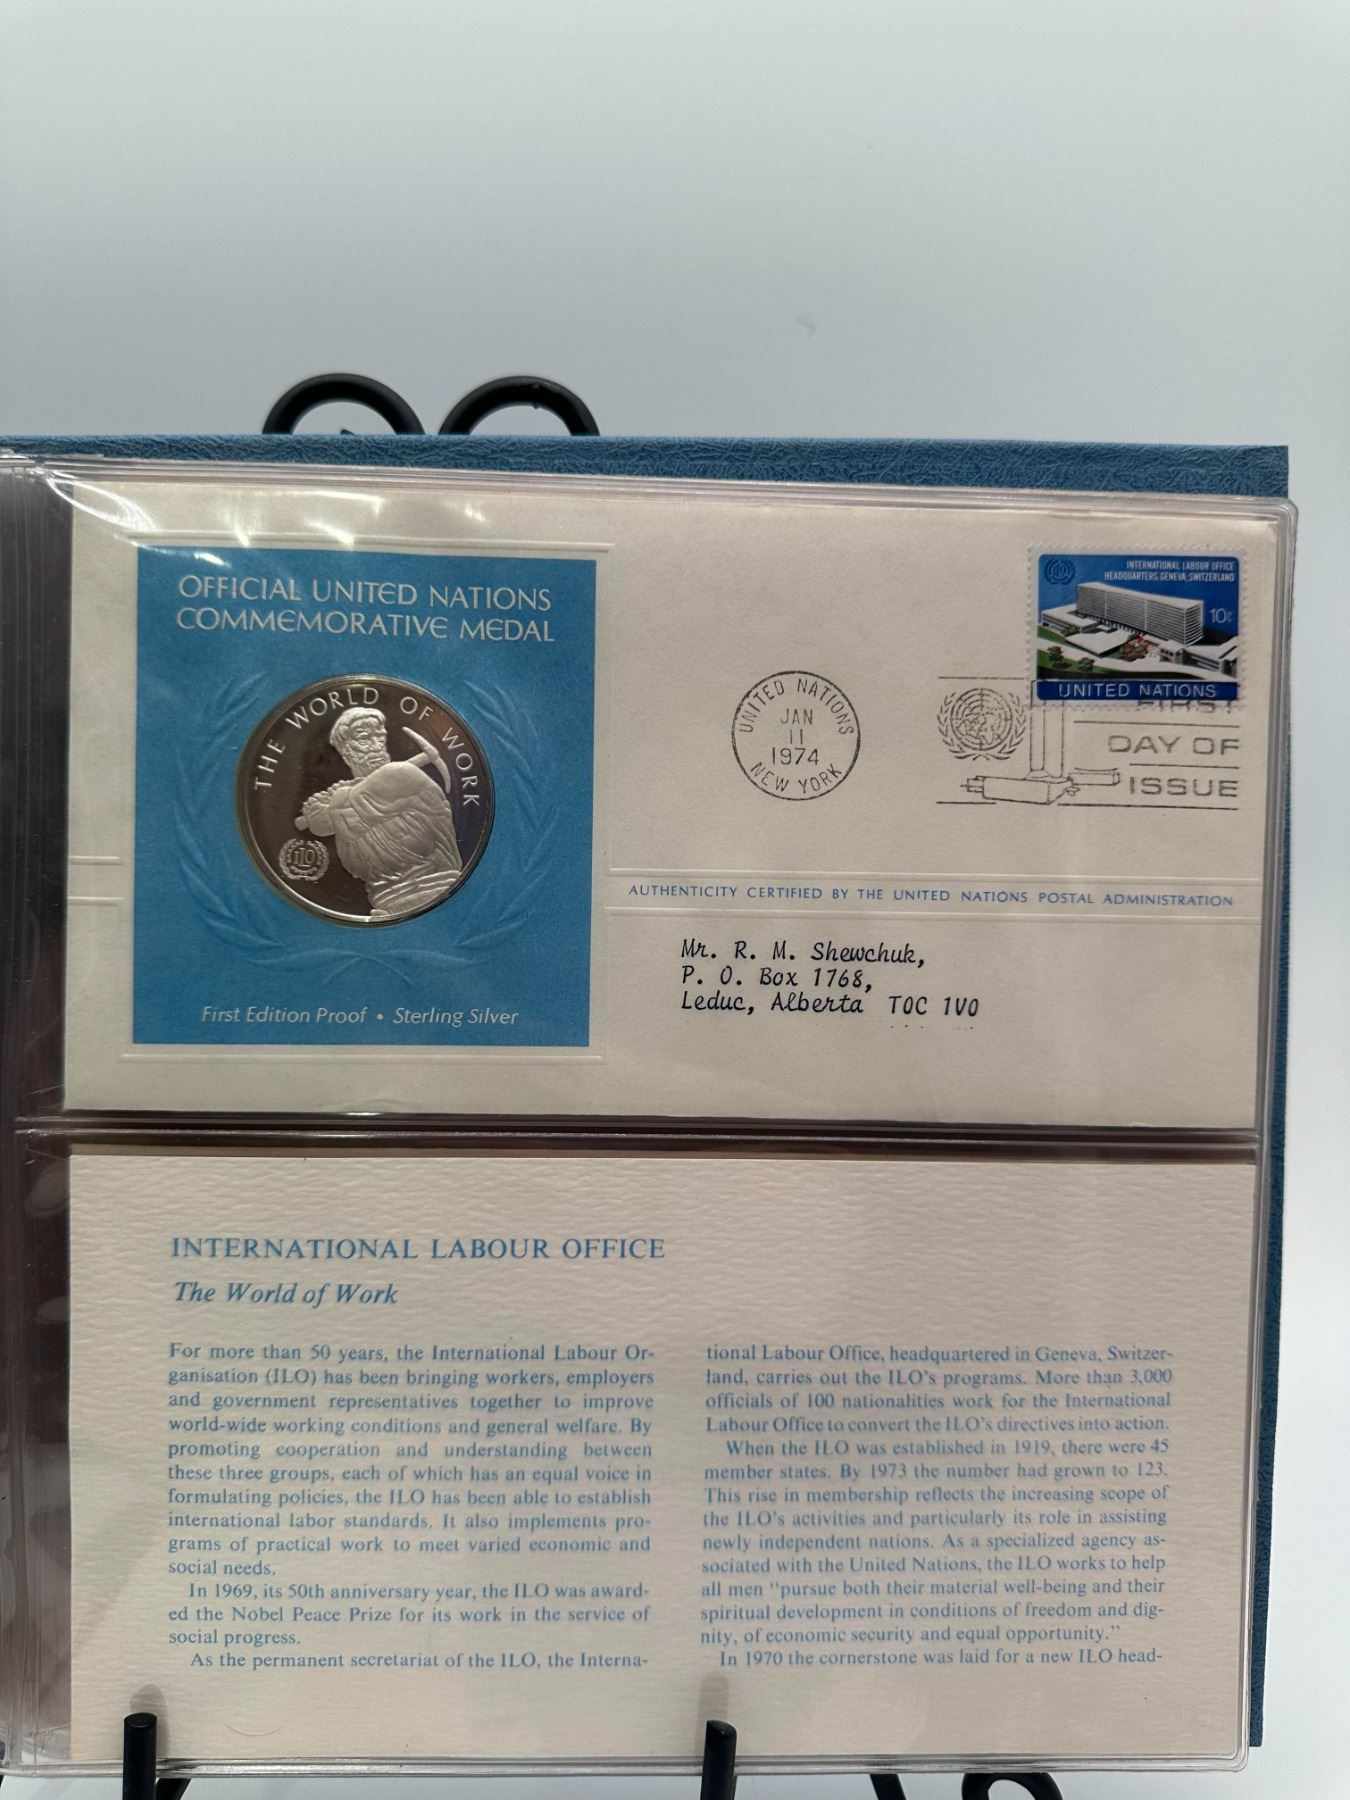 OFFICIAL UNITED NATIONS
COMMEMORATIVE MEDAL
THE WORLD OF WORK
ILO
First Edition Proof • Sterling Silver
INTERNATIONAL LABOUR OFFICE
HEADQUARTERS, GENEVA, SWITZERLAND
10c
UNITED NATIONS
UNITED NATIONS
JAN
11
1974
NEW YORK
FIRST
DAY OF
ISSUE
AUTHENTICITY CERTIFIED BY THE UNITED NATIONS POSTAL ADMINISTRATION
Mr. R. M. Shewchuk,
P. O. Box 1768,
Leduc, Alberta T0C 1V0
INTERNATIONAL LABOUR OFFICE
The World of Work
For more than 50 years, the International Labour Or-
ganisation (ILO) has been bringing workers, employers
and government representatives together to improve
world-wide working conditions and general welfare. By
promoting cooperation and understanding between
these three groups, each of which has an equal voice in
formulating policies, the ILO has been able to establish
international labor standards. It also implements pro-
grams of practical work to meet varied economic and
social needs.
In 1969, its 50th anniversary year, the ILO was award-
ed the Nobel Peace Prize for its work in the service of
social progress.
As the permanent secretariat of the ILO, the Interna-
tional Labour Office, headquartered in Geneva, Switzer-
land, carries out the ILO's programs. More than 3,000
officials of 100 nationalities work for the International
Labour Office to convert the ILO's directives into action.
When the ILO was established in 1919, there were 45
member states. By 1973 the number had grown to 123.
This rise in membership reflects the increasing scope of
the ILO's activities and particularly its role in assisting
newly independent nations. As a specialized agency as-
sociated with the United Nations, the ILO works to help
all men "pursue both their material well-being and their
spiritual development in conditions of freedom and dig-
nity, of economic security and equal opportunity."
In 1970 the cornerstone was laid for a new ILO head-